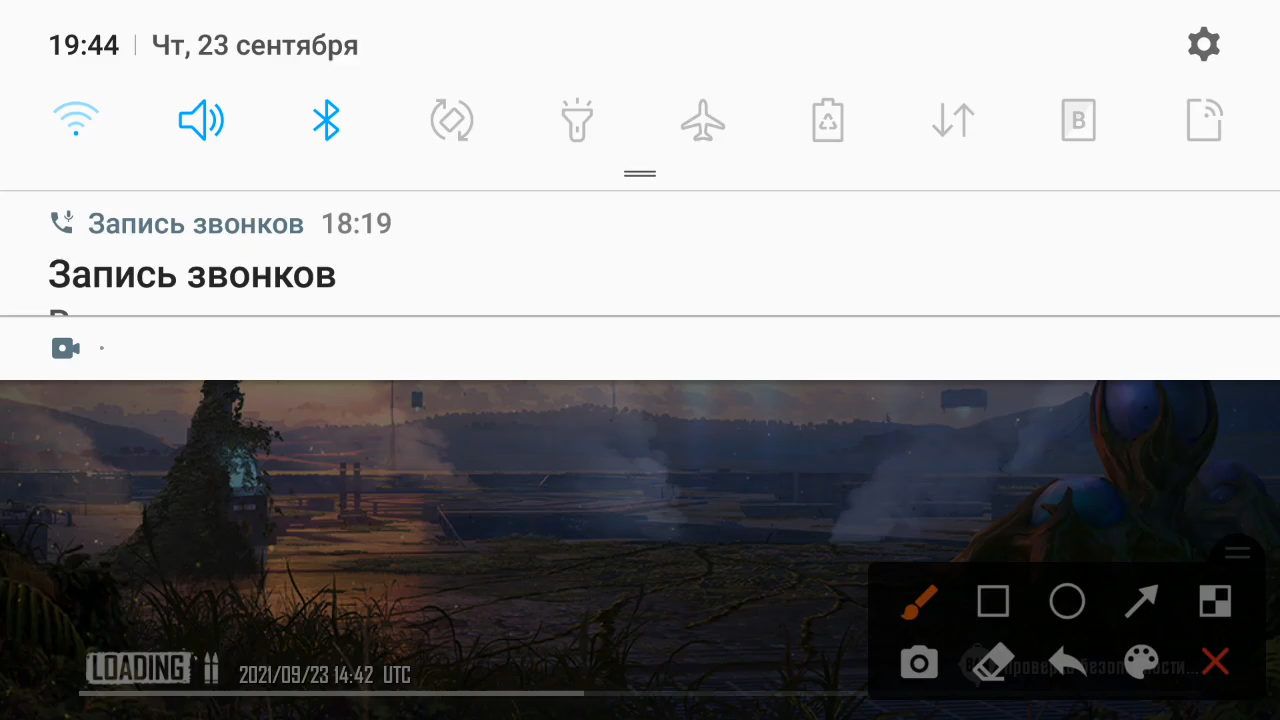 19:44 | Чт, 23 сентября
B
Запись звонков 18:19
Запись звонков
LOADING 2021/09/23 14:42 UTC